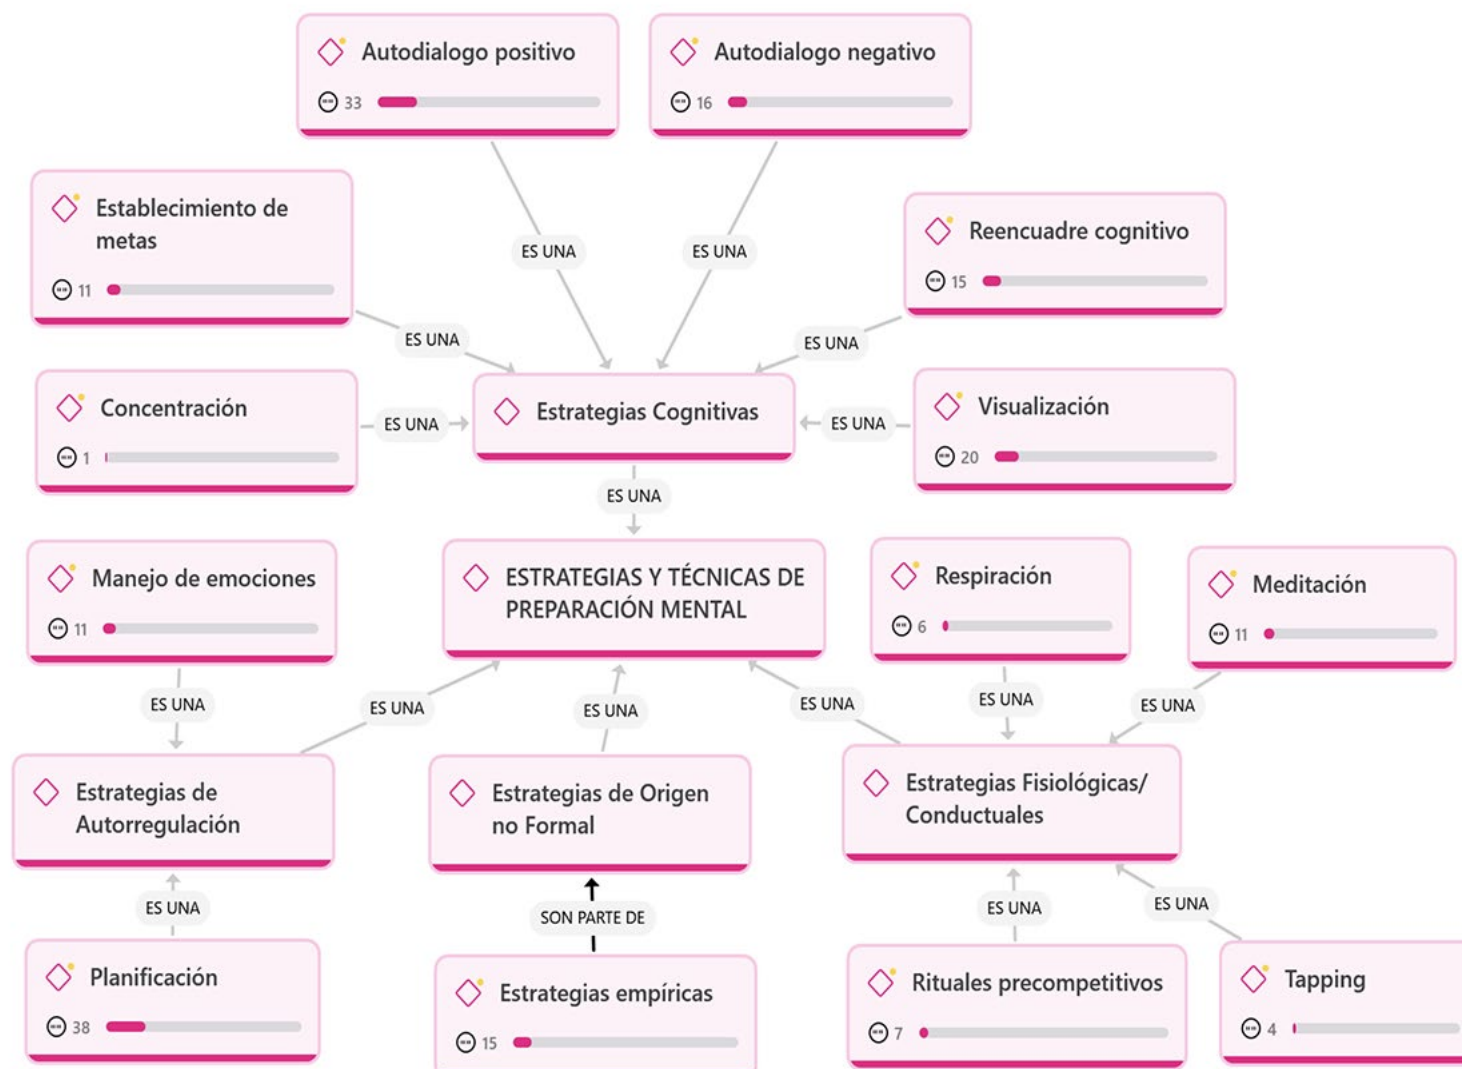 Autodialogo positivo
33
Autodialogo negativo
16
Establecimiento de
metas
11
ES UNA
ES UNA
Reencuadre cognitivo
15
ES UNA
ES UNA
Concentración
1
ES UNA
Estrategias Cognitivas
ES UNA
Visualización
20
ES UNA
Manejo de emociones
11
ESTRATEGIAS Y TÉCNICAS DE
PREPARACIÓN MENTAL
Respiración
6
Meditación
11
ES UNA
ES UNA
ES UNA
ES UNA
ES UNA
ES UNA
Estrategias de
Autorregulación
Estrategias de Origen
no Formal
Estrategias Fisiológicas/
Conductuales
ES UNA
SON PARTE DE
ES UNA
ES UNA
Planificación
38
Estrategias empíricas
15
Rituales precompetitivos
7
Tapping
4